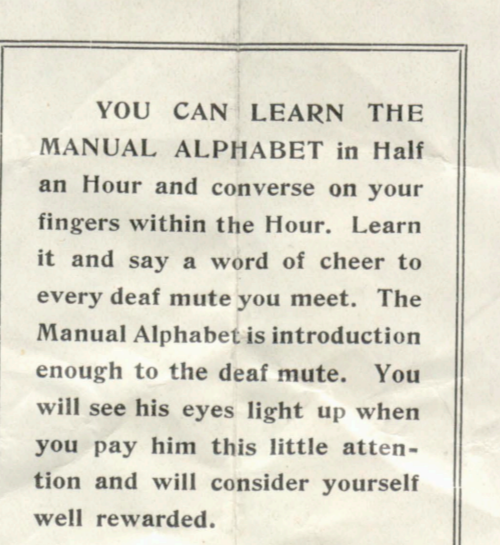 YOU CAN LEARN THE
MANUAL ALPHABET in Half
an Hour and converse on your
fingers within the Hour. Learn
it and say a word of cheer to
every deaf mute you meet. The
Manual Alphabet is introduction
enough to the deaf mute. You
will see his eyes light up when
you pay him this little atten-
tion and will consider yourself
well rewarded.